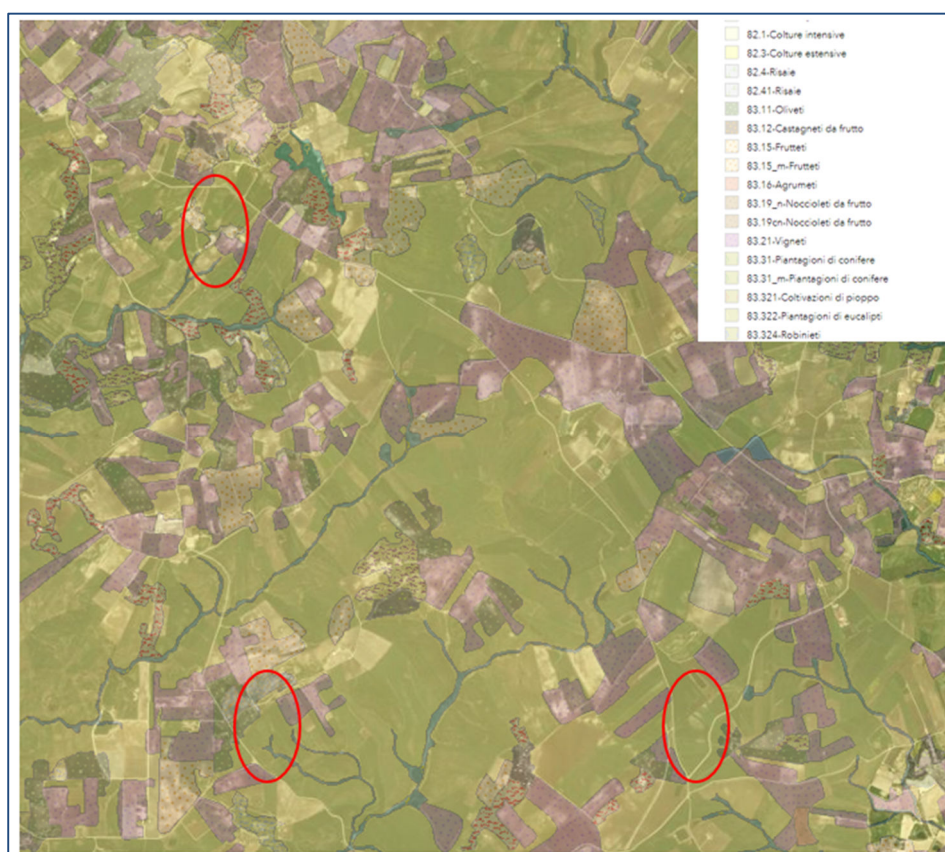 82.1-Colture intensive
82.3-Colture estensive
82.4-Risaie
82.41-Risaie
83.11-Oliveti
83.12-Castagneti da frutto
83.15-Frutteti
83.15_m-Frutteti
83.16-Agrumeti
83.19_n-Noccioleti da frutto
83.19cn-Noccioleti da frutto
83.21-Vigneti
83.31-Piantagioni di conifere
83.31_m-Piantagioni di conifere
83.321-Coltivazioni di pioppo
83.322-Piantagioni di eucalipti
83.324-Robinieti